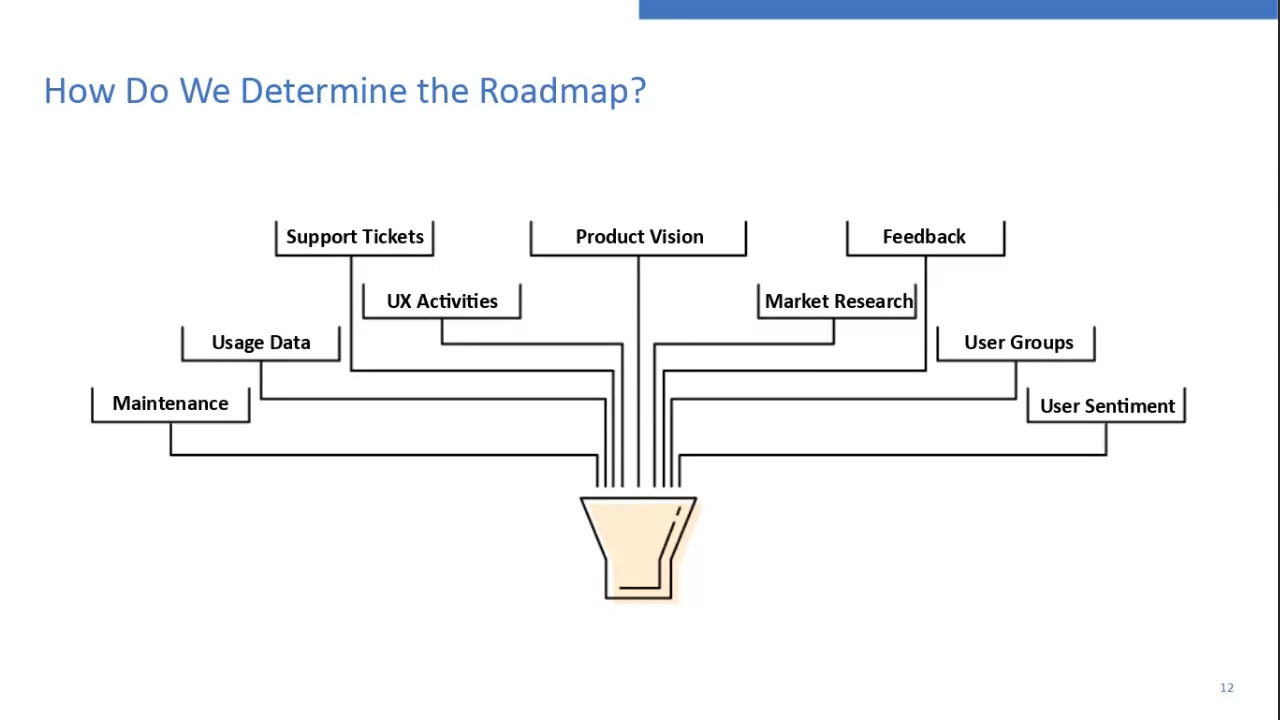 How Do We Determine the Roadmap?
Support Tickets
Product Vision
Feedback
UX Activities
Market Research
Usage Data
User Groups
Maintenance
User Sentiment
12